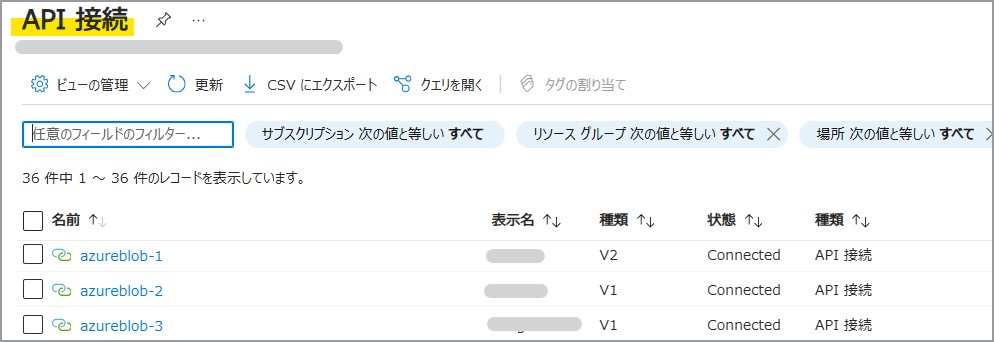 API 接続
ビューの管理 更新 CSV にエクスポート クエリを開く タグの割り当て
任意のフィールドのフィルター... サブスクリプション 次の値と等しい すべて リソース グループ 次の値と等しい すべて 場所 次の値と等しい すべて
36 件中 1 ～ 36 件のレコードを表示しています。
名前 表示名 種類 状態 種類
azureblob-1 V2 Connected API 接続
azureblob-2 V1 Connected API 接続
azureblob-3 V1 Connected API 接続